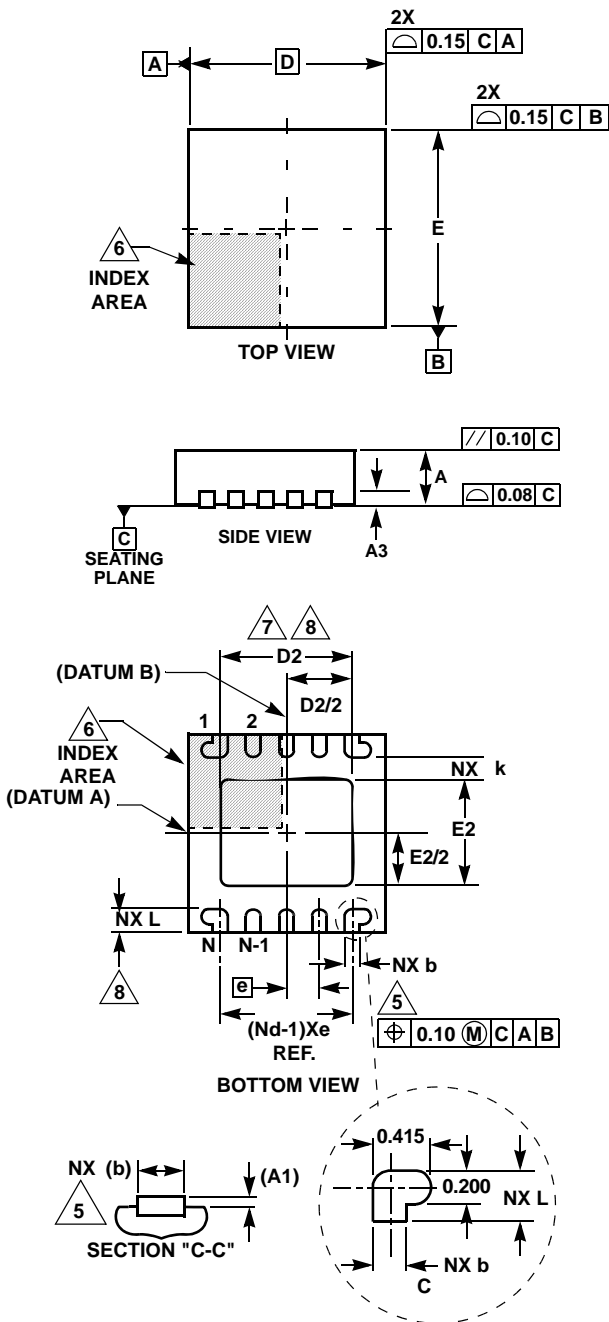 2X
⌓ 0.15 C A
A D
2X
⌓ 0.15 C B
6
INDEX
AREA
E
TOP VIEW
B
// 0.10 C
A
⌓ 0.08 C
C
SEATING
PLANE
SIDE VIEW
A3
7 8
D2
(DATUM B)
D2/2
6
INDEX
AREA
1 2
(DATUM A)
NX k
E2
E2/2
NX L
N N-1
8
NX b
e
5
(Nd-1)Xe
REF.
⌖ 0.10 Ⓜ C A B
BOTTOM VIEW
NX (b)
(A1)
5
SECTION "C-C"
0.415
0.200
NX L
NX b
C